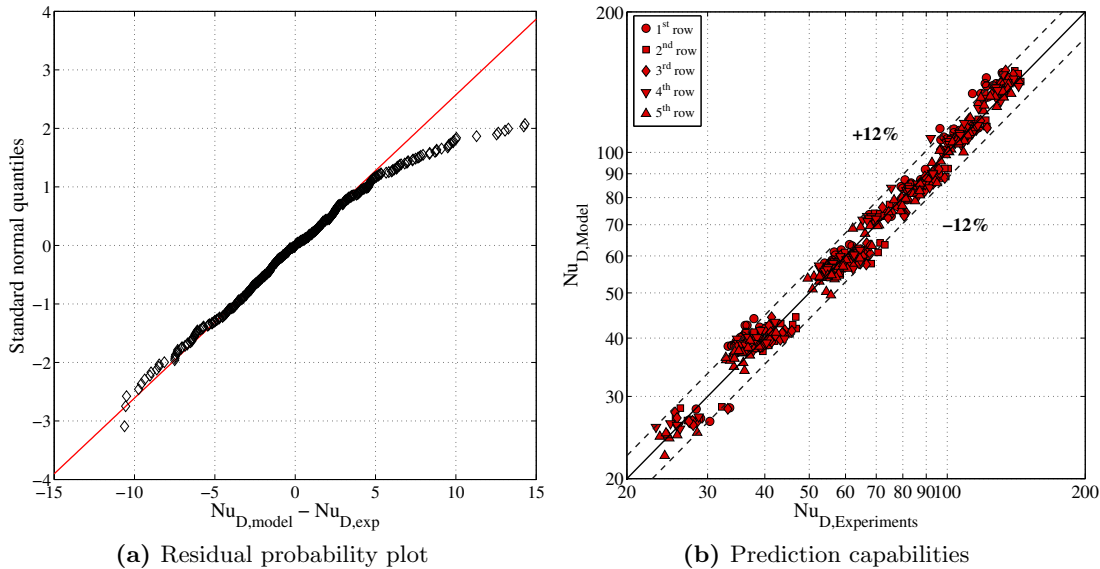 4
3
2
1
0
−1
−2
−3
−4
Standard normal quantiles
−15 −10 −5 0 5 10 15
Nu_D,model − Nu_D,exp
(a) Residual probability plot
200
100
90
80
70
60
50
40
30
20
Nu_D,Model
1st row
2nd row
3rd row
4th row
5th row
+12%
−12%
20 30 40 50 60 70 80 90 100 200
Nu_D,Experiments
(b) Prediction capabilities